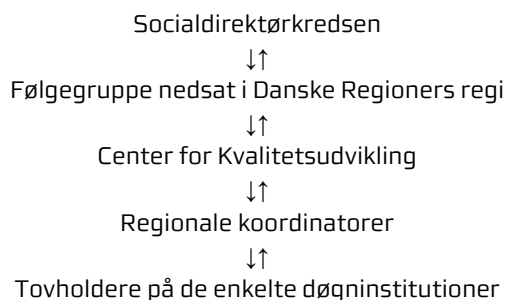 Socialdirektørkredsen
↓↑
Følgegruppe nedsat i Danske Regioners regi
↓↑
Center for Kvalitetsudvikling
↓↑
Regionale koordinatorer
↓↑
Tovholdere på de enkelte døgninstitutioner